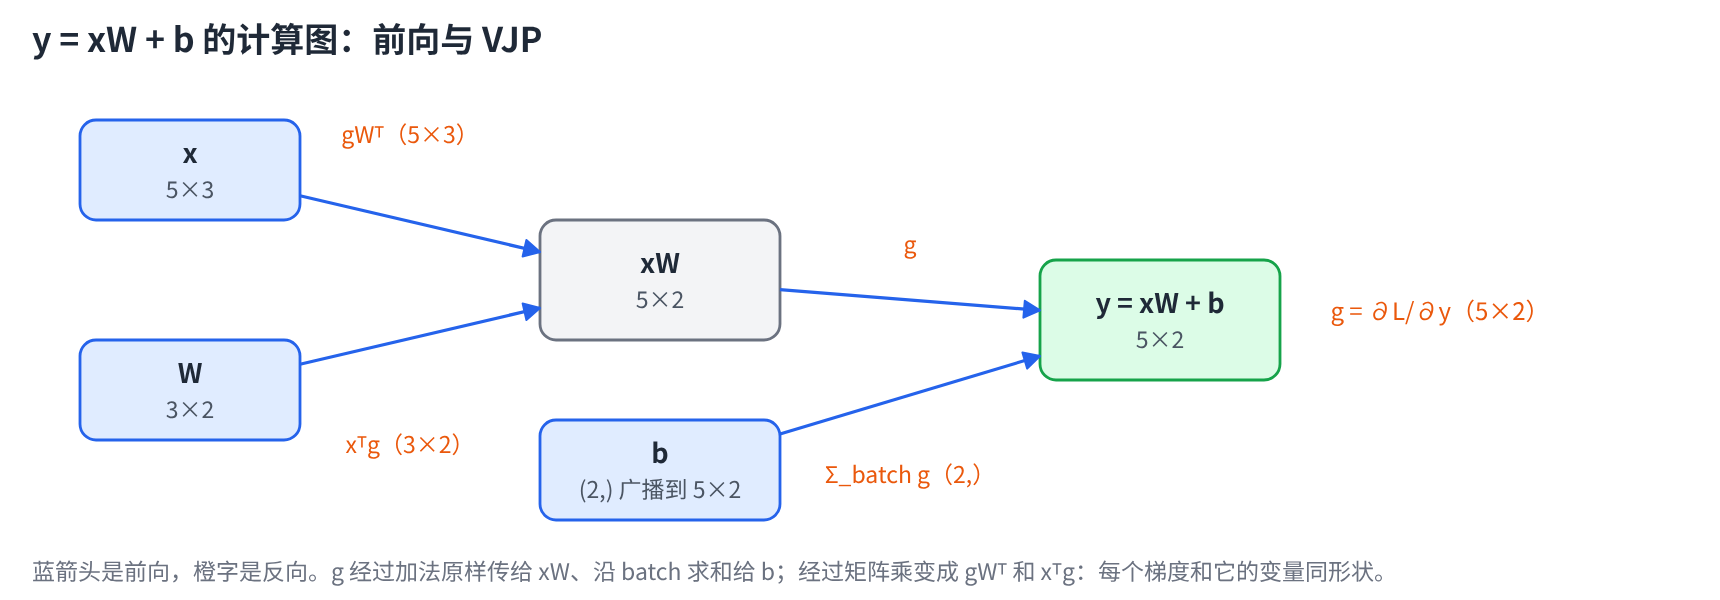 y = xW + b 的计算图：前向与 VJP
x
5×3
gWᵀ（5×3）
xW
5×2
g
y = xW + b
5×2
g = ∂L/∂y（5×2）
W
3×2
xᵀg（3×2）
b
(2,) 广播到 5×2
Σ_batch g（2,）
蓝箭头是前向，橙字是反向。g 经过加法原样传给 xW、沿 batch 求和给 b；经过矩阵乘变成 gWᵀ 和 xᵀg：每个梯度和它的变量同形状。